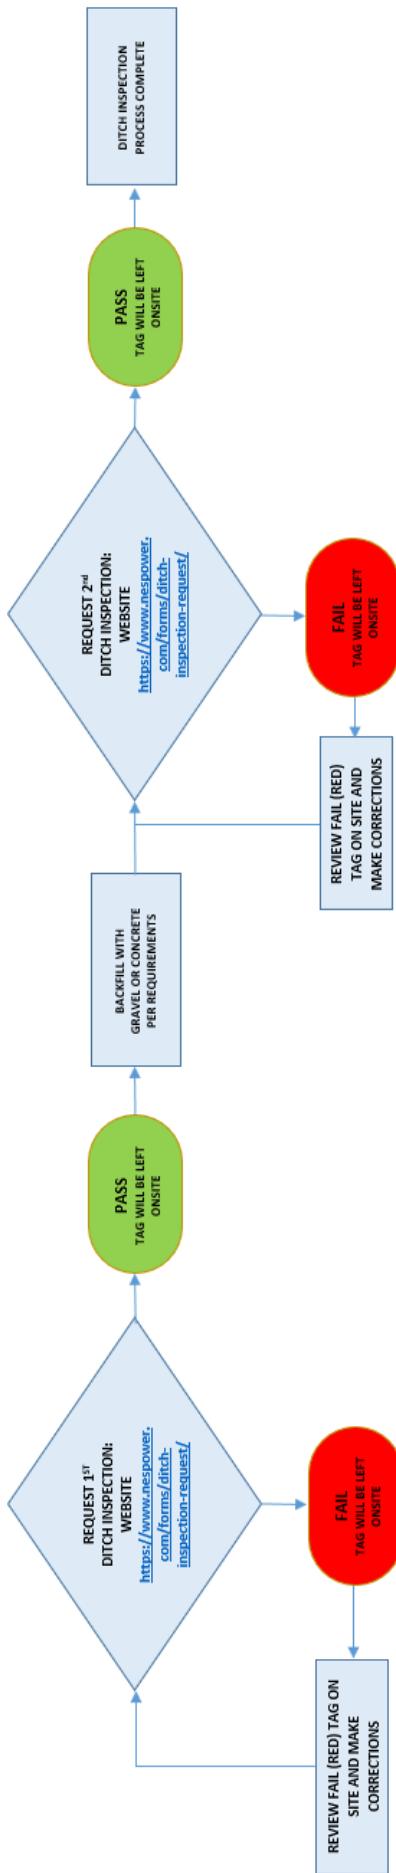 REQUEST 1ST
DITCH INSPECTION:
WEBSITE
https://www.nespower.
com/forms/ditch-
inspection-request/
FAIL
TAG WILL BE LEFT
ONSITE
REVIEW FAIL (RED) TAG ON
SITE AND MAKE
CORRECTIONS
PASS
TAG WILL BE LEFT
ONSITE
BACKFILL WITH
GRAVEL OR CONCRETE
PER REQUIREMENTS
REQUEST 2nd
DITCH INSPECTION:
WEBSITE
https://www.nespower.
com/forms/ditch-
inspection-request/
FAIL
TAG WILL BE LEFT
ONSITE
REVIEW FAIL (RED)
TAG ON SITE AND
MAKE CORRECTIONS
PASS
TAG WILL BE LEFT
ONSITE
DITCH INSPECTION
PROCESS COMPLETE